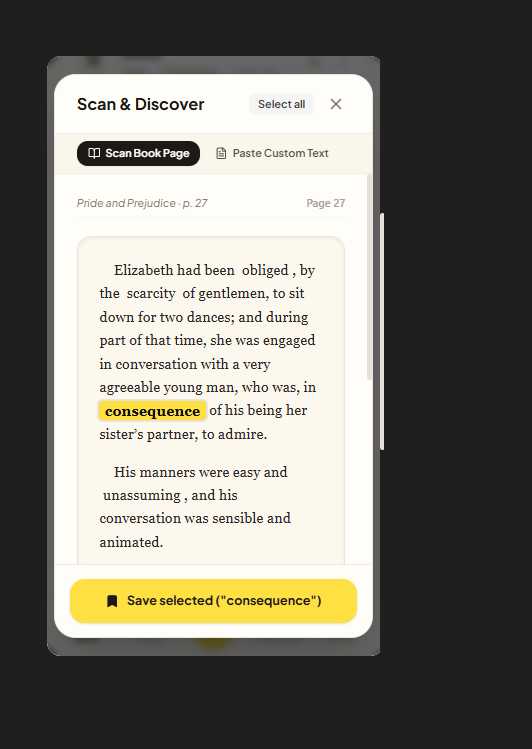 Scan & Discover
Select all
Scan Book Page
Paste Custom Text
Pride and Prejudice · p. 27
Page 27
Elizabeth had been obliged , by
the scarcity of gentlemen, to sit
down for two dances; and during
part of that time, she was engaged
in conversation with a very
agreeable young man, who was, in
consequence of his being her
sister’s partner, to admire.
His manners were easy and
unassuming , and his
conversation was sensible and
animated.
Save selected ("consequence")